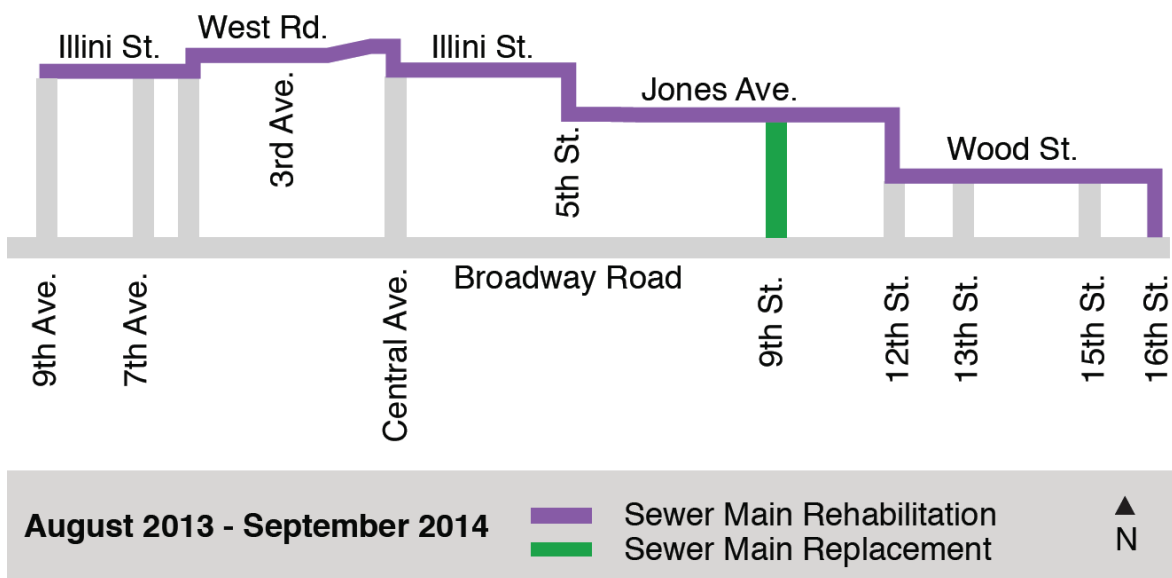 West Rd.
Illini St.
Illini St.
3rd Ave.
Jones Ave.
5th St.
Wood St.
Broadway Road
9th Ave.
7th Ave.
Central Ave.
9th St.
12th St.
13th St.
15th St.
16th St.
August 2013 - September 2014
Sewer Main Rehabilitation
Sewer Main Replacement
N